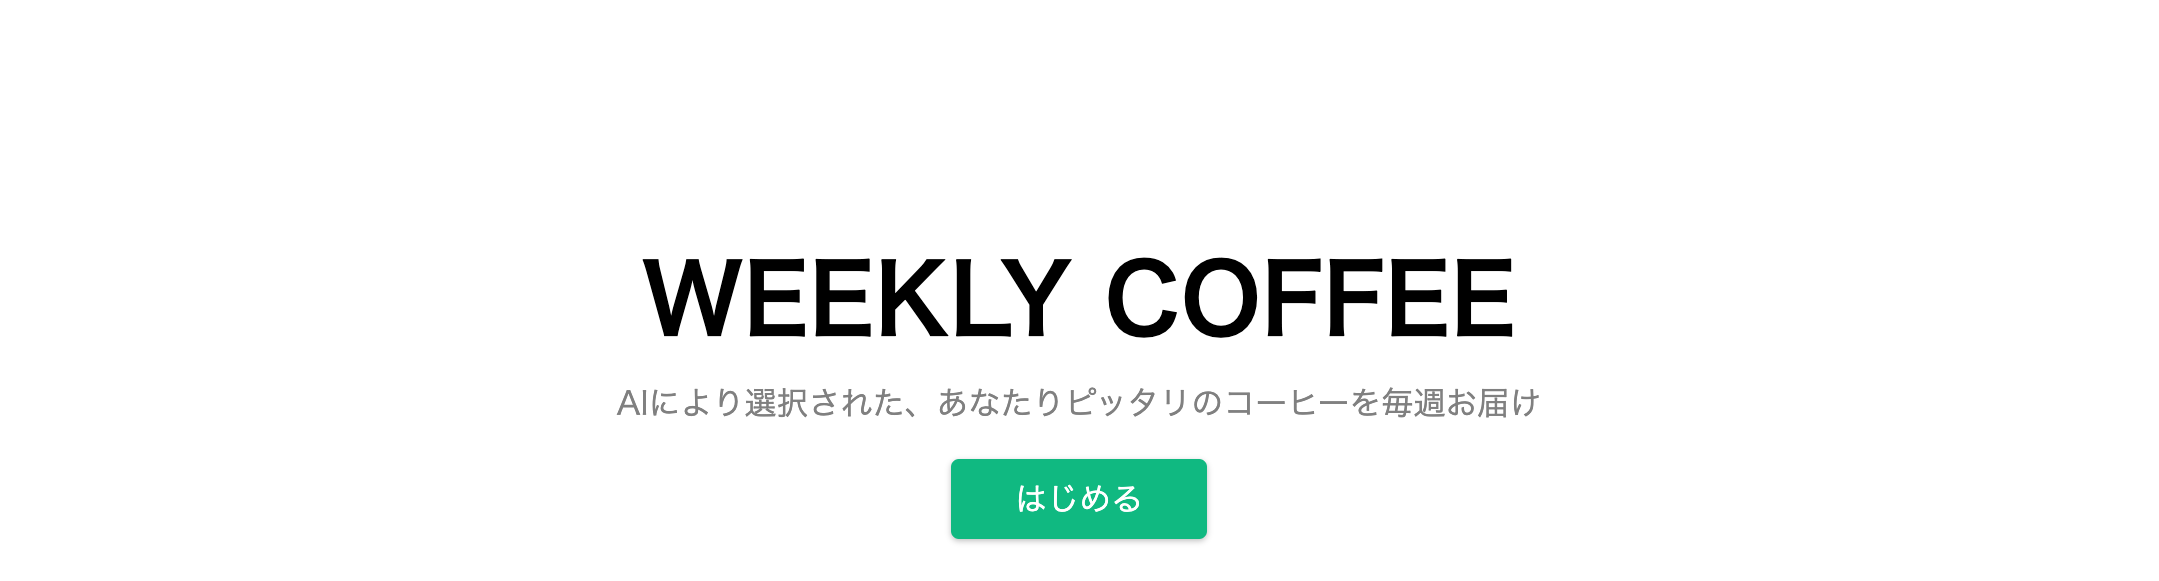 WEEKLY COFFEE
AIにより選択された、あなたりピッタリのコーヒーを毎週お届け
はじめる